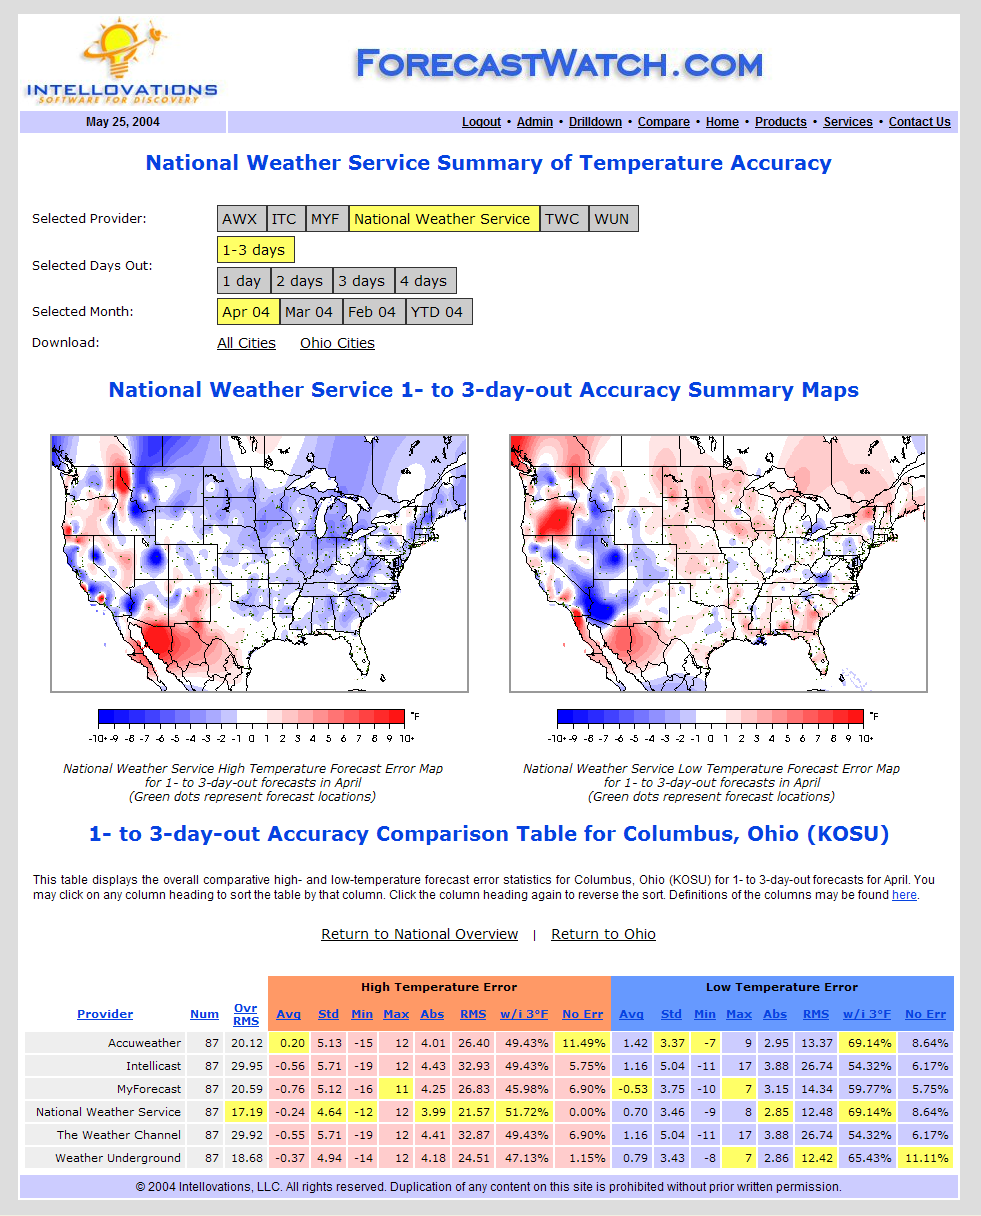 INTELLOVATIONS
SOFTWARE FOR DISCOVERY
FORECASTWATCH.COM
May 25, 2004
Logout • Admin • Drilldown • Compare • Home • Products • Services • Contact Us
National Weather Service Summary of Temperature Accuracy
Selected Provider: AWX ITC MYF National Weather Service TWC WUN
Selected Days Out: 1-3 days
1 day 2 days 3 days 4 days
Selected Month: Apr 04 Mar 04 Feb 04 YTD 04
Download: All Cities Ohio Cities
National Weather Service 1- to 3-day-out Accuracy Summary Maps
°F °F
-10+ -9 -8 -7 -6 -5 -4 -3 -2 -1 0 1 2 3 4 5 6 7 8 9 10+ -10+ -9 -8 -7 -6 -5 -4 -3 -2 -1 0 1 2 3 4 5 6 7 8 9 10+
National Weather Service High Temperature Forecast Error Map
for 1- to 3-day-out forecasts in April
(Green dots represent forecast locations)
National Weather Service Low Temperature Forecast Error Map
for 1- to 3-day-out forecasts in April
(Green dots represent forecast locations)
1- to 3-day-out Accuracy Comparison Table for Columbus, Ohio (KOSU)
This table displays the overall comparative high- and low-temperature forecast error statistics for Columbus, Ohio (KOSU) for 1- to 3-day-out forecasts for April. You
may click on any column heading to sort the table by that column. Click the column heading again to reverse the sort. Definitions of the columns may be found here.
Return to National Overview | Return to Ohio
High Temperature Error Low Temperature Error
Provider Num Ovr RMS Avg Std Min Max Abs RMS w/i 3°F No Err Avg Std Min Max Abs RMS w/i 3°F No Err
Accuweather 87 20.12 0.20 5.13 -15 12 4.01 26.40 49.43% 11.49% 1.42 3.37 -7 9 2.95 13.37 69.14% 8.64%
Intellicast 87 29.95 -0.56 5.71 -19 12 4.43 32.93 49.43% 5.75% 1.16 5.04 -11 17 3.88 26.74 54.32% 6.17%
MyForecast 87 20.59 -0.76 5.12 -16 11 4.25 26.83 45.98% 6.90% -0.53 3.75 -10 7 3.15 14.34 59.77% 5.75%
National Weather Service 87 17.19 -0.24 4.64 -12 12 3.99 21.57 51.72% 0.00% 0.70 3.46 -9 8 2.85 12.48 69.14% 8.64%
The Weather Channel 87 29.92 -0.55 5.71 -19 12 4.41 32.87 49.43% 6.90% 1.16 5.04 -11 17 3.88 26.74 54.32% 6.17%
Weather Underground 87 18.68 -0.37 4.94 -14 12 4.18 24.51 47.13% 1.15% 0.79 3.43 -8 7 2.86 12.42 65.43% 11.11%
© 2004 Intellovations, LLC. All rights reserved. Duplication of any content on this site is prohibited without prior written permission.